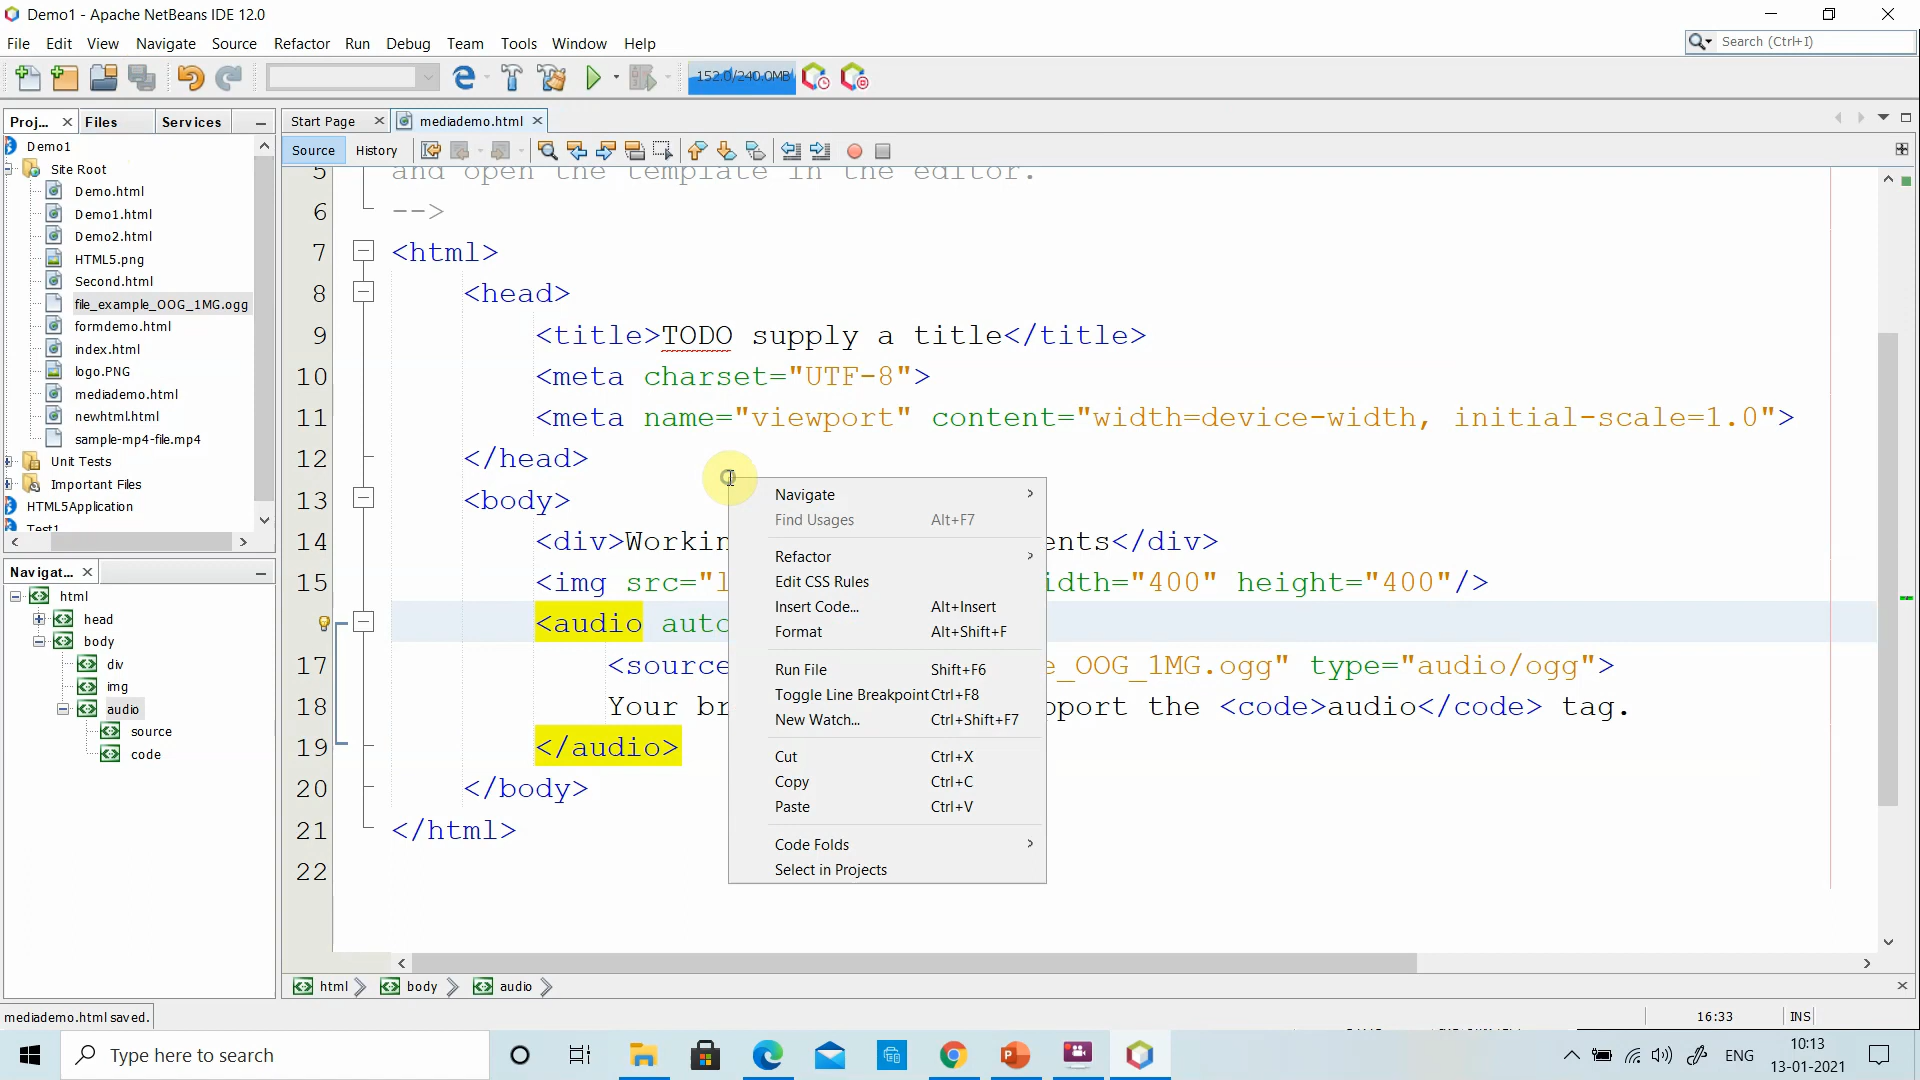 Demo1 - Apache NetBeans IDE 12.0
File Edit View Navigate Source Refactor Run Debug Team Tools Window Help
Search (Ctrl+I)
152.0/240.0MB
Proj... Files Services
Start Page mediademo.html
Source History
Demo1
Site Root
Demo.html
Demo1.html
Demo2.html
HTML5.png
Second.html
file_example_OOG_1MG.ogg
formdemo.html
index.html
logo.PNG
mediademo.html
newhtml.html
sample-mp4-file.mp4
Unit Tests
Important Files
HTML5Application
Test1
Navigat...
html
head
body
div
img
audio
source
code
5 and open the template in the editor.
6 -->
7 <html>
8 <head>
9 <title>TODO supply a title</title>
10 <meta charset="UTF-8">
11 <meta name="viewport" content="width=device-width, initial-scale=1.0">
12 </head>
13 <body>
14 <div>Workin ents</div>
15 <img src="l idth="400" height="400"/>
<audio auto
17 <source e_OOG_1MG.ogg" type="audio/ogg">
18 Your br pport the <code>audio</code> tag.
19 </audio>
20 </body>
21 </html>
22
Navigate
Find Usages Alt+F7
Refactor
Edit CSS Rules
Insert Code... Alt+Insert
Format Alt+Shift+F
Run File Shift+F6
Toggle Line Breakpoint Ctrl+F8
New Watch... Ctrl+Shift+F7
Cut Ctrl+X
Copy Ctrl+C
Paste Ctrl+V
Code Folds
Select in Projects
html body audio
mediademo.html saved.
16:33 INS
Type here to search
ENG
10:13
13-01-2021